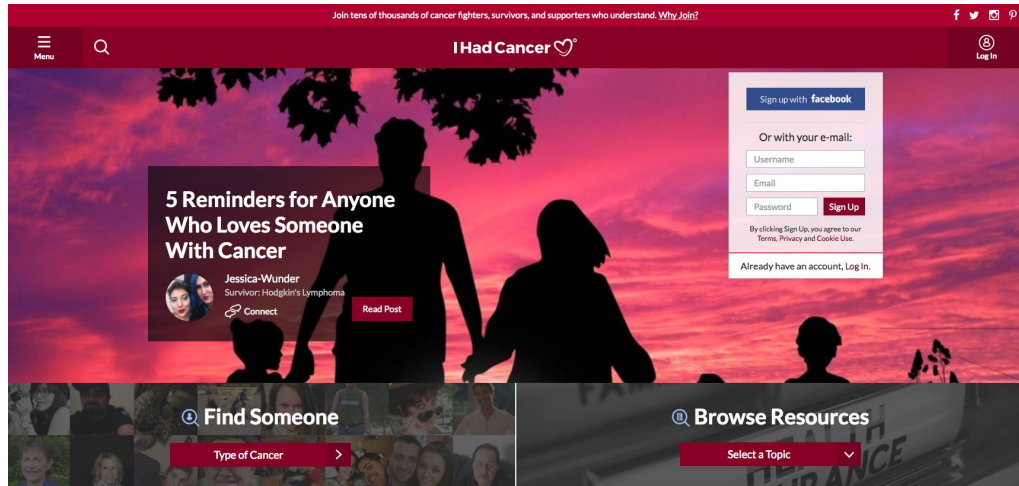 Join tens of thousands of cancer fighters, survivors, and supporters who understand. Why Join?
Menu
I Had Cancer
Log In
Sign up with facebook
Or with your e-mail:
Username
Email
Password
Sign Up
By clicking Sign Up, you agree to our
Terms, Privacy and Cookie Use.
Already have an account, Log In.
5 Reminders for Anyone
Who Loves Someone
With Cancer
Jessica-Wunder
Survivor: Hodgkin's Lymphoma
Connect
Read Post
Find Someone
Type of Cancer
Browse Resources
Select a Topic
HEALTH